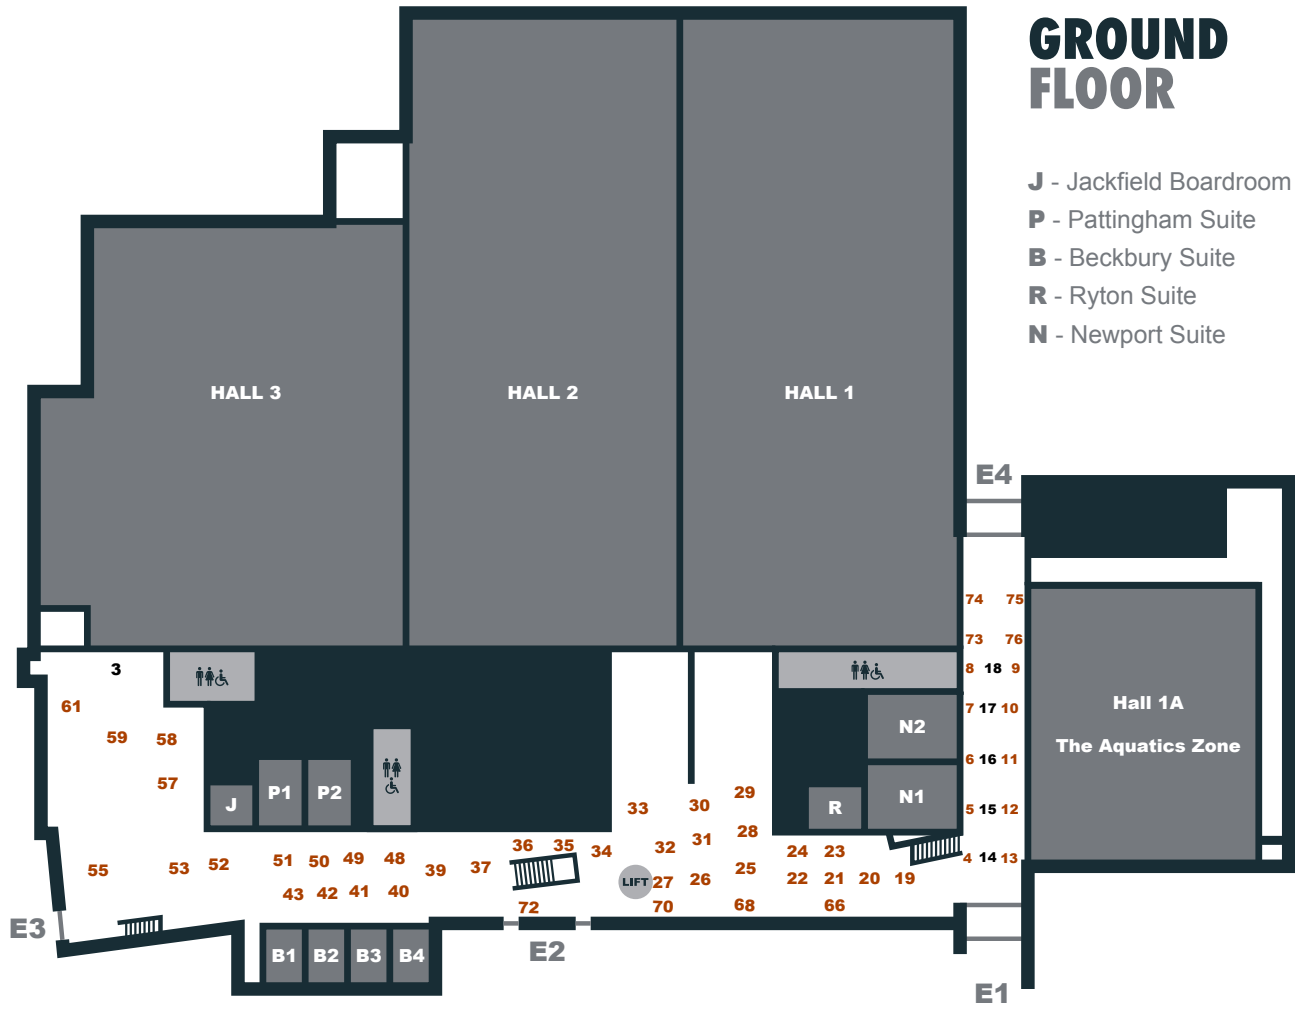 GROUND
FLOOR
J - Jackfield Boardroom
P - Pattingham Suite
B - Beckbury Suite
R - Ryton Suite
N - Newport Suite
HALL 3
HALL 2
HALL 1
E4
74 75
73 76
3
8 18 9
61
7 17 10
Hall 1A
59 58
N2
The Aquatics Zone
6 16 11
57
J
P1
P2
29
N1
33
30
R
5 15 12
28
31
36 35 34
32
24 23
51 50 49 48
4 14 13
55
53 52
39 37
25
LIFT
27 26
22 21 20 19
43 42 41 40
72
70
68
66
E3
B1 B2 B3 B4
E2
E1